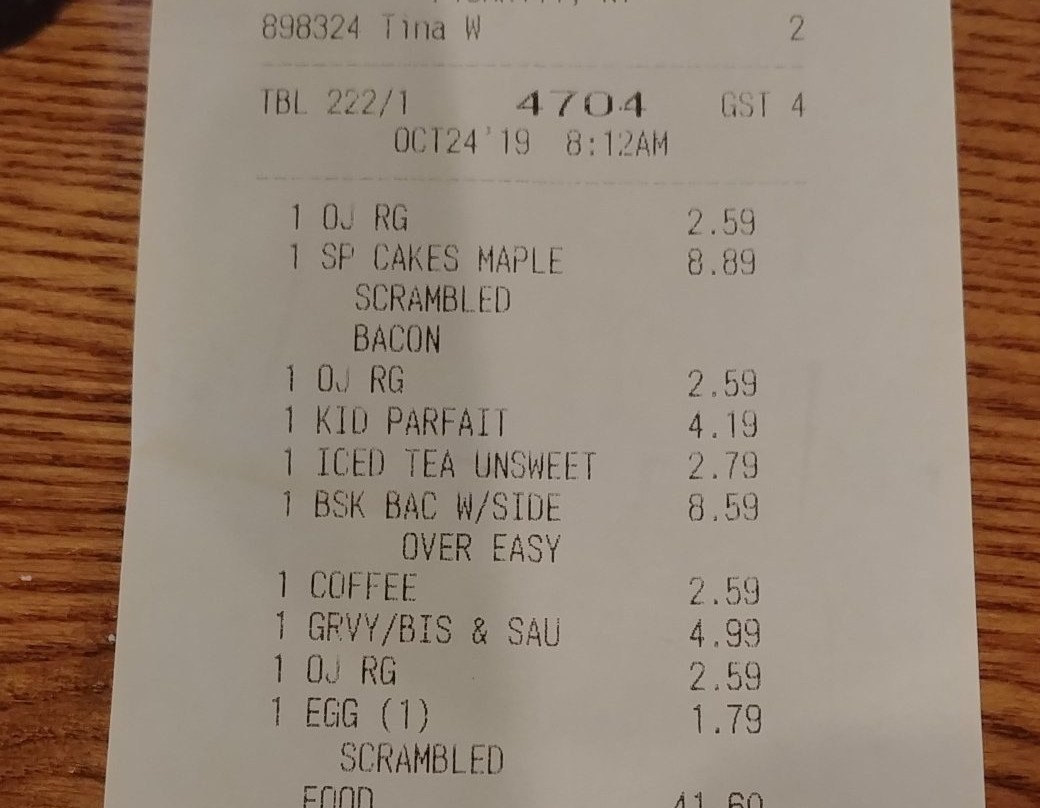 898324 Tina W 2
TBL 222/1 4704 GST 4
OCT24'19 8:12AM
1 OJ RG 2.59
1 SP CAKES MAPLE 8.89
SCRAMBLED
BACON
1 OJ RG 2.59
1 KID PARFAIT 4.19
1 ICED TEA UNSWEET 2.79
1 BSK BAC W/SIDE 8.59
OVER EASY
1 COFFEE 2.59
1 GRVY/BIS & SAU 4.99
1 OJ RG 2.59
1 EGG (1) 1.79
SCRAMBLED
FOOD 41.60